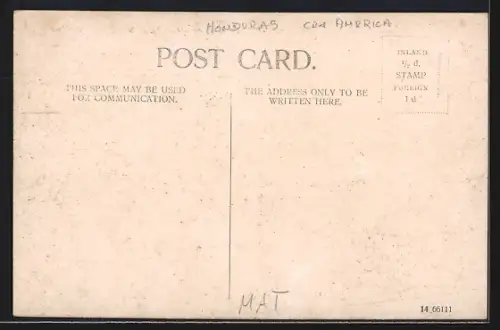 HONDURAS CEN AMERICA.
POST CARD.
INLAND
½ d.
STAMP
FOREIGN
1 d
THIS SPACE MAY BE USED
FOR COMMUNICATION.
THE ADDRESS ONLY TO BE
WRITTEN HERE.
MAT
14_66111